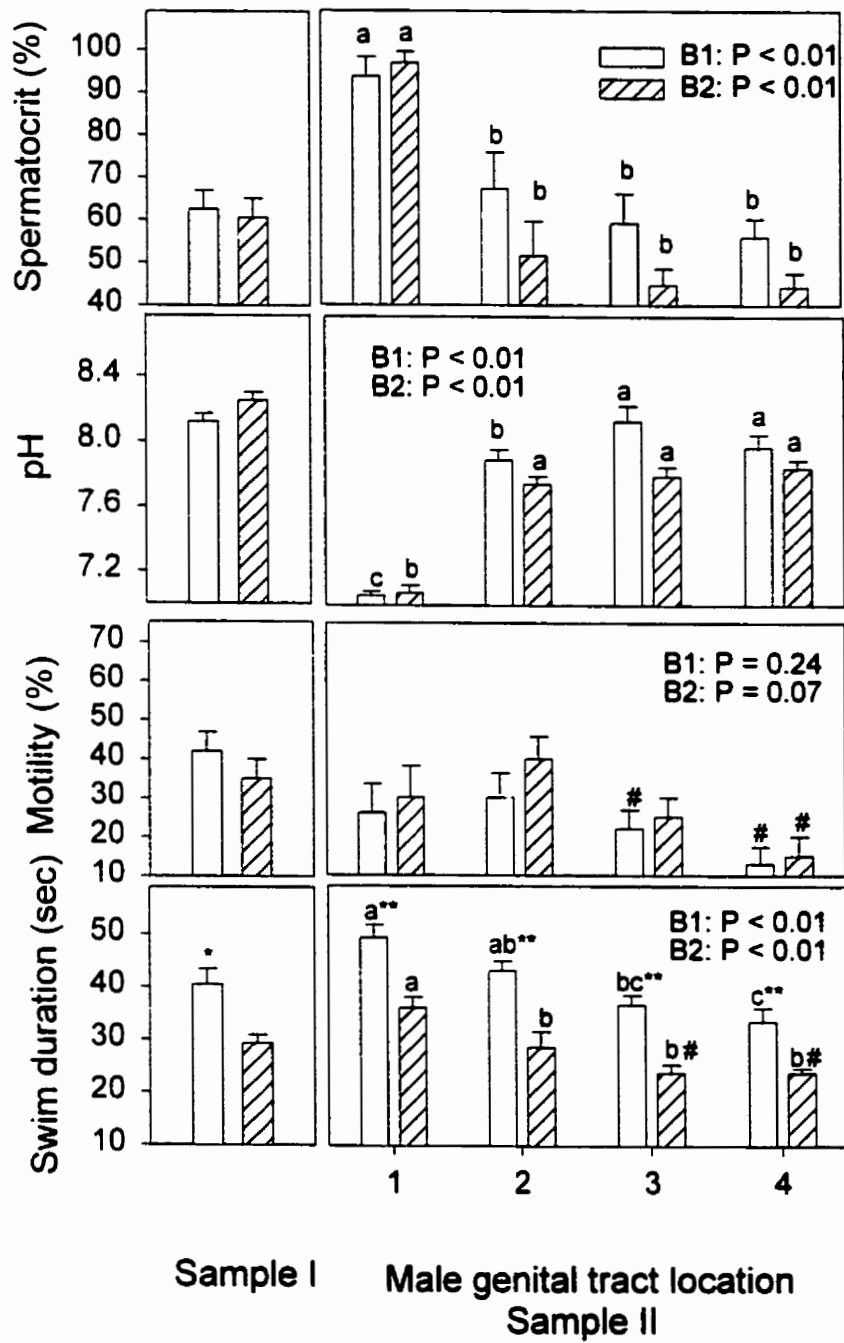 Spermatocrit (%)
100
90
80
70
60
50
40
a a
b b
b b
b b
B1: P < 0.01
B2: P < 0.01
pH
8.4
8.0
7.6
7.2
B1: P < 0.01
B2: P < 0.01
c b
b a
a a
a a
Motility (%)
70
60
50
40
30
20
10
B1: P = 0.24
B2: P = 0.07
#
# #
Swim duration (sec)
50
40
30
20
10
*
a** a
ab** b
bc** b#
c** b#
B1: P < 0.01
B2: P < 0.01
1 2 3 4
Sample I
Male genital tract location
Sample II